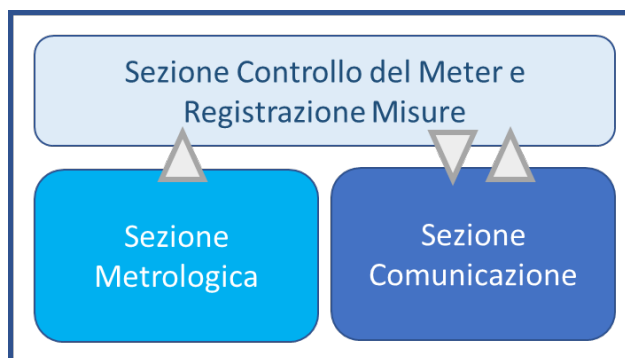 Sezione Controllo del Meter e
Registrazione Misure
Sezione
Metrologica
Sezione
Comunicazione